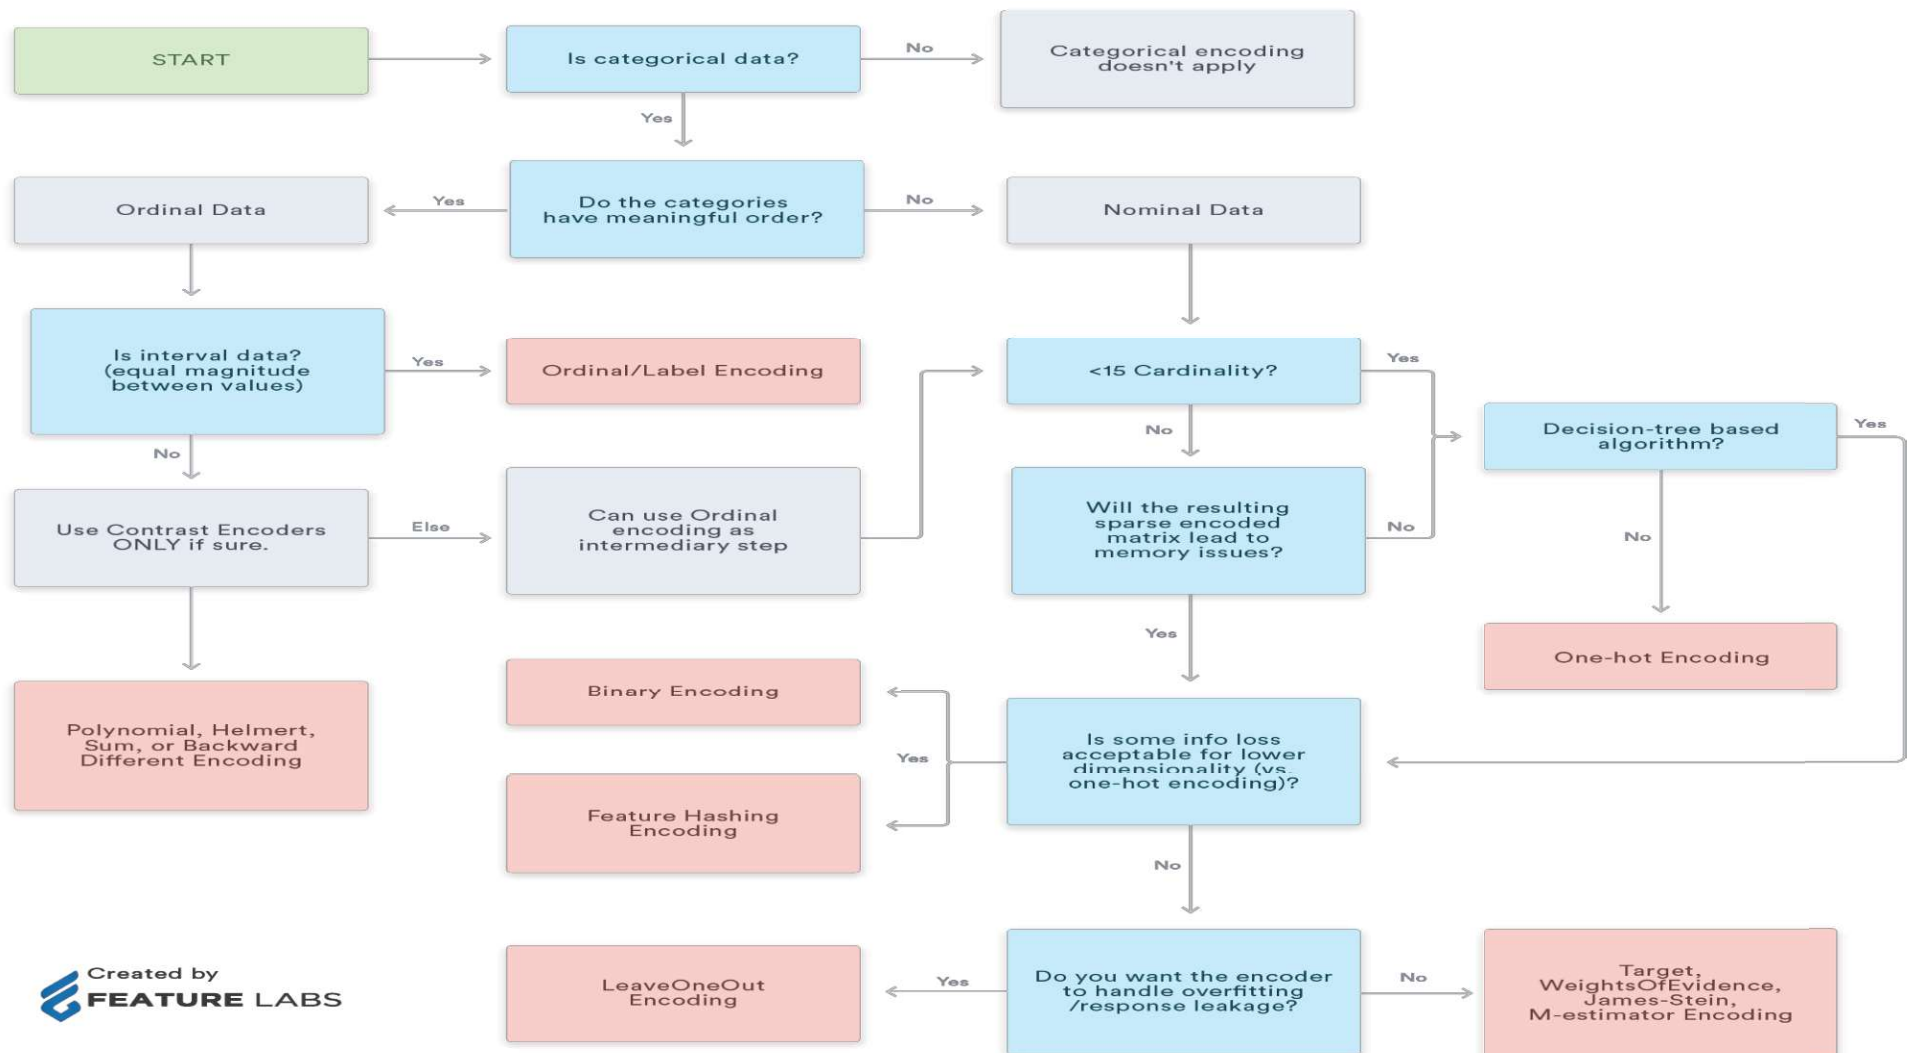 START
Is categorical data?
No
Categorical encoding
doesn't apply
Yes
Ordinal Data
Yes
Do the categories
have meaningful order?
No
Nominal Data
Is interval data?
(equal magnitude
between values)
Yes
Ordinal/Label Encoding
<15 Cardinality?
Yes
No
No
Decision-tree based
algorithm?
Yes
Use Contrast Encoders
ONLY if sure.
Else
Can use Ordinal
encoding as
intermediary step
Will the resulting
sparse encoded
matrix lead to
memory issues?
No
No
Yes
One-hot Encoding
Polynomial, Helmert,
Sum, or Backward
Different Encoding
Binary Encoding
Yes
Feature Hashing
Encoding
Is some info loss
acceptable for lower
dimensionality (vs.
one-hot encoding)?
No
Created by
FEATURE LABS
LeaveOneOut
Encoding
Yes
Do you want the encoder
to handle overfitting
/response leakage?
No
Target,
WeightsOfEvidence,
James-Stein,
M-estimator Encoding